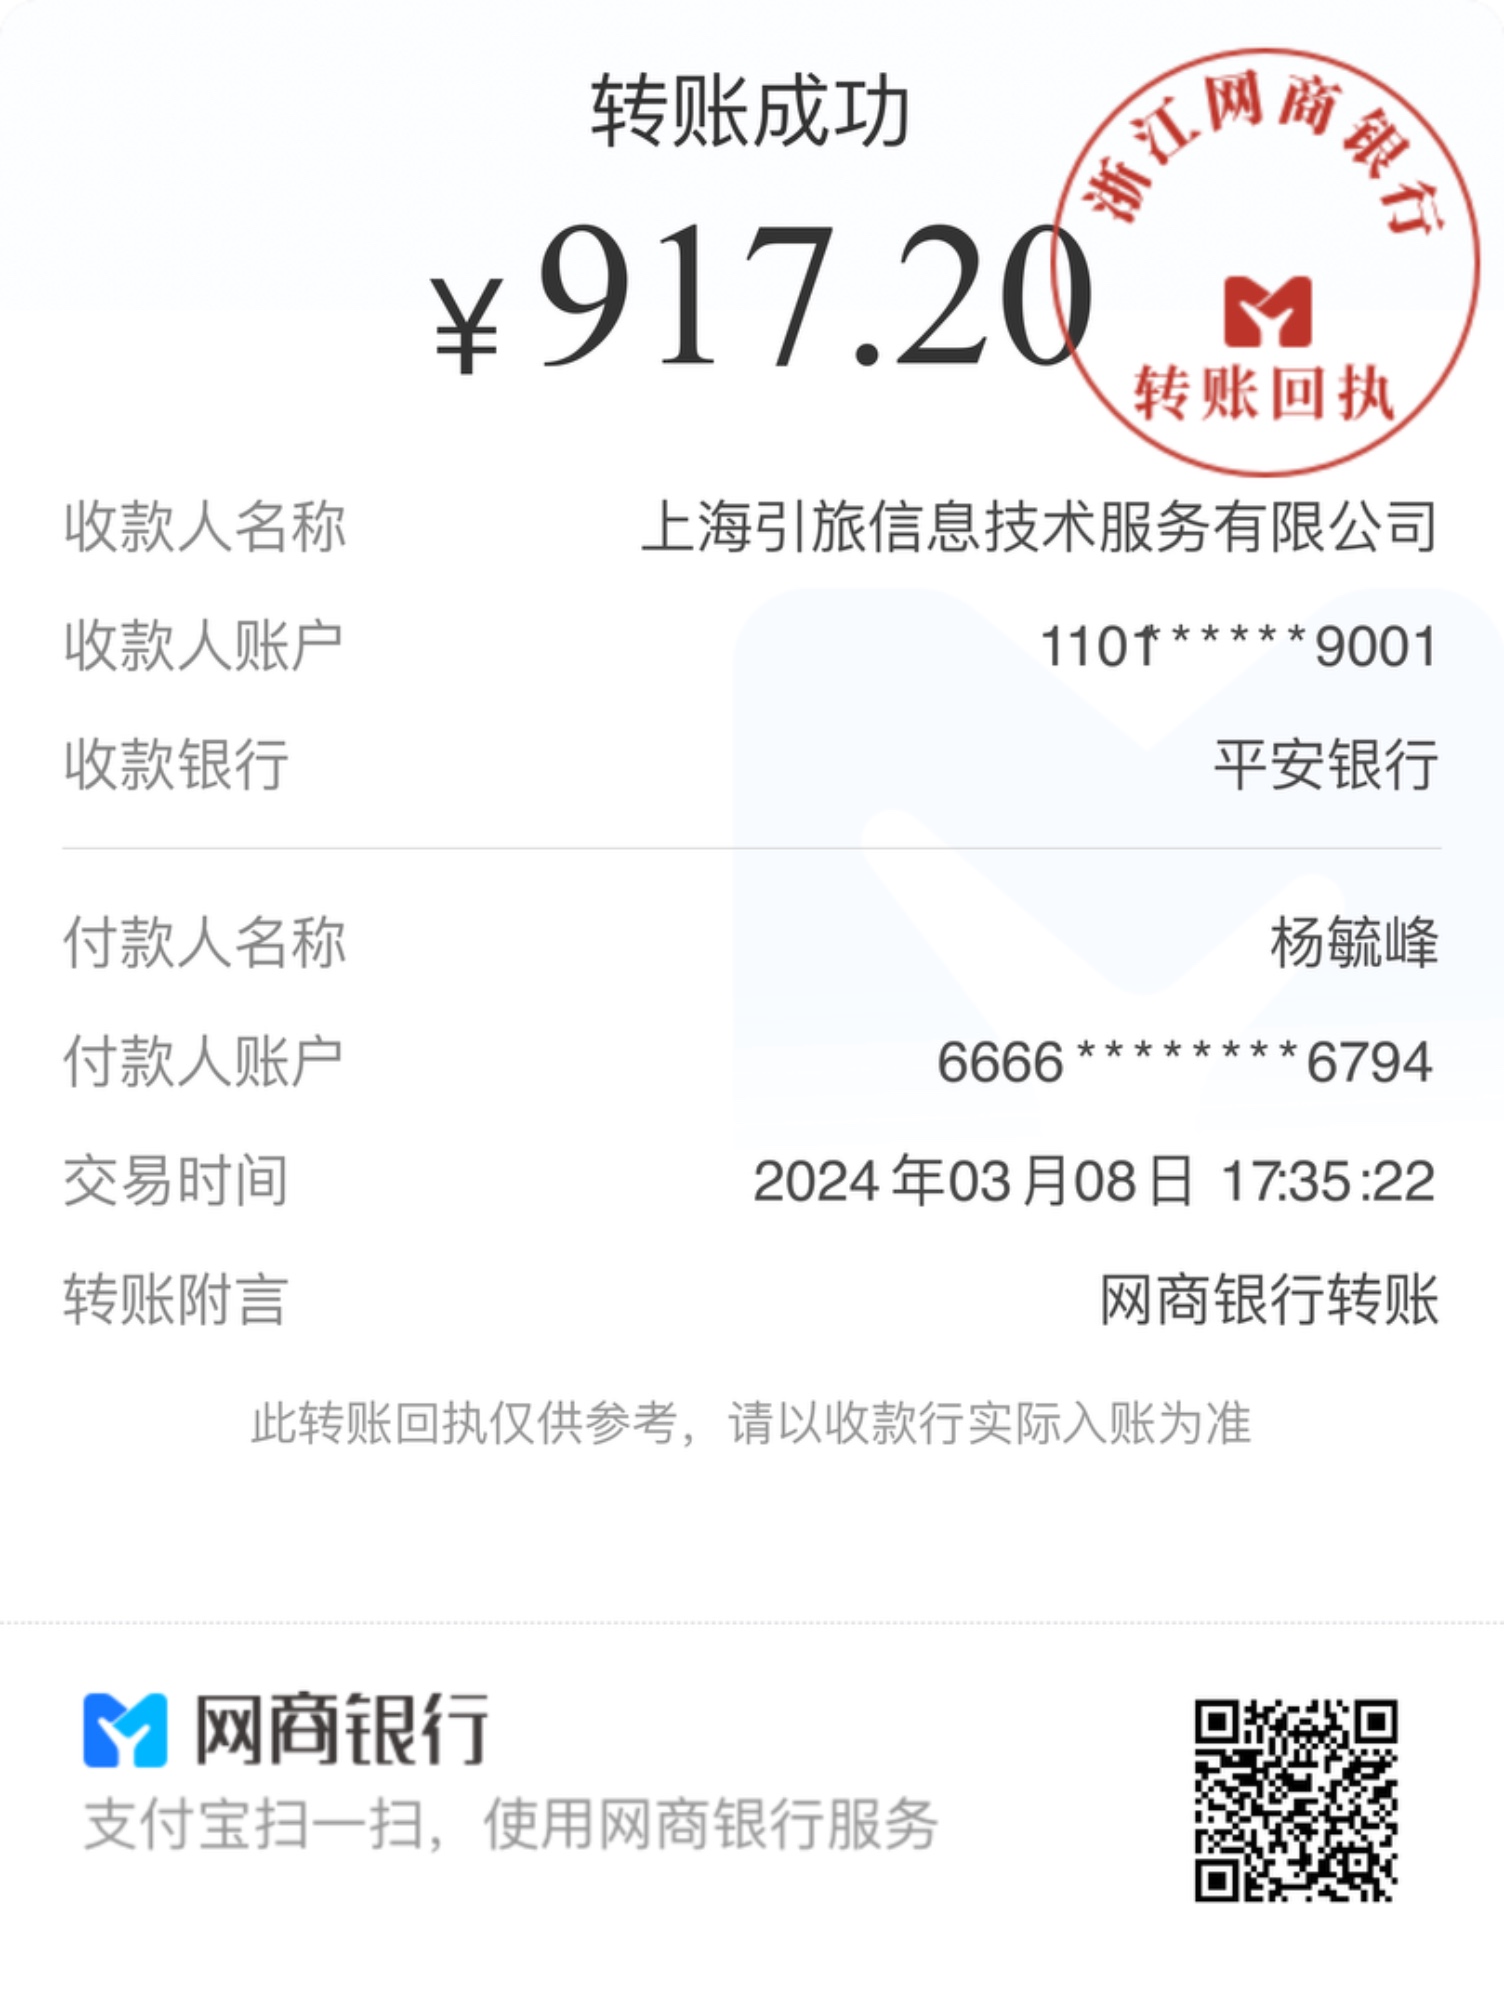 转账成功
浙江网商银行
¥917.20
转账回执
收款人名称 上海引旅信息技术服务有限公司
收款人账户 1101******9001
收款银行 平安银行
付款人名称 杨毓峰
付款人账户 6666********6794
交易时间 2024年03月08日 17:35:22
转账附言 网商银行转账
此转账回执仅供参考，请以收款行实际入账为准
网商银行
支付宝扫一扫，使用网商银行服务